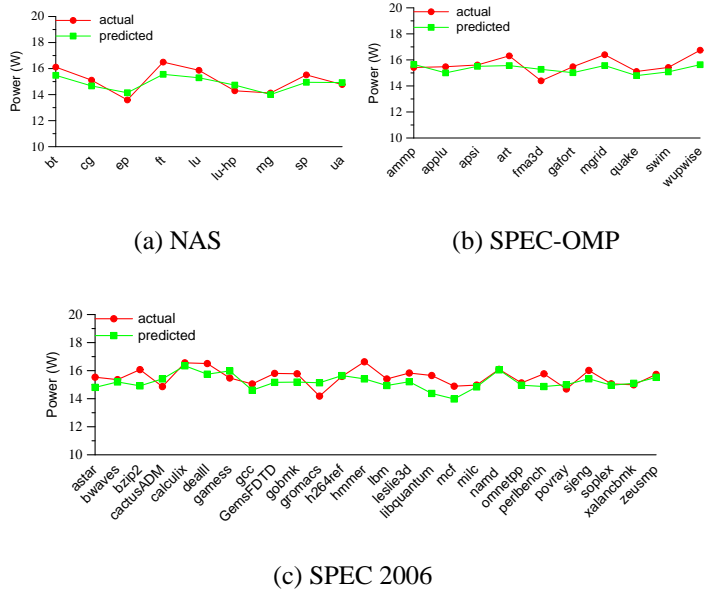 actual
predicted
Power (W)
20
18
16
14
12
10
bt
cg
ep
ft
lu
lu-hp
mg
sp
ua
(a) NAS
actual
predicted
Power (W)
20
18
16
14
12
10
ammp
applu
apsi
art
fma3d
gafort
mgrid
quake
swim
wupwise
(b) SPEC-OMP
actual
predicted
Power (W)
20
18
16
14
12
10
astar
bwaves
bzip2
cactusADM
calculix
dealII
gamess
gcc
GemsFDTD
gobmk
gromacs
h264ref
hmmer
lbm
leslie3d
libquantum
mcf
milc
namd
omnetpp
perlbench
povray
sjeng
soplex
xalancbmk
zeusmp
(c) SPEC 2006